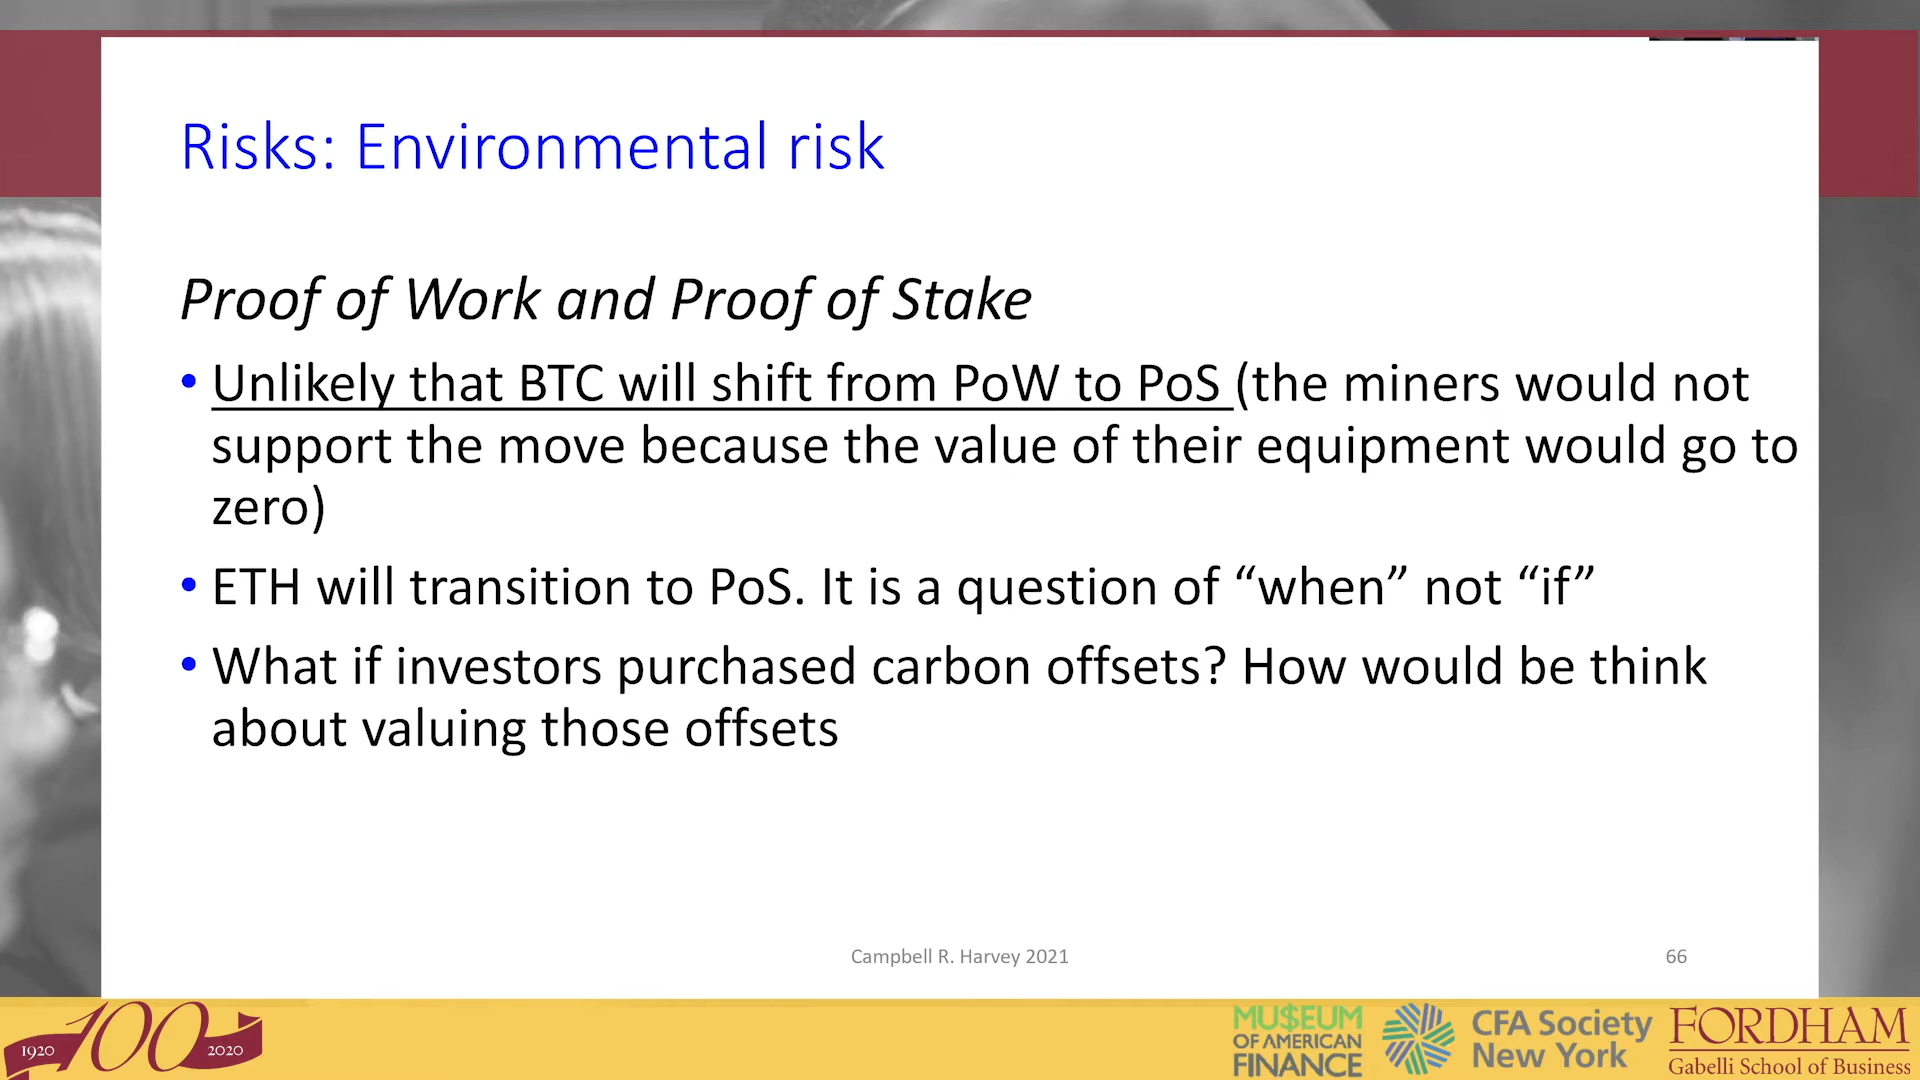 Risks: Environmental risk
Proof of Work and Proof of Stake
• Unlikely that BTC will shift from PoW to PoS (the miners would not
support the move because the value of their equipment would go to
zero)
• ETH will transition to PoS. It is a question of “when” not “if”
• What if investors purchased carbon offsets? How would be think
about valuing those offsets
Campbell R. Harvey 2021
66
1920 100 2020
MU$EUM
OF AMERICAN
FINANCE
CFA Society
New York
FORDHAM
Gabelli School of Business